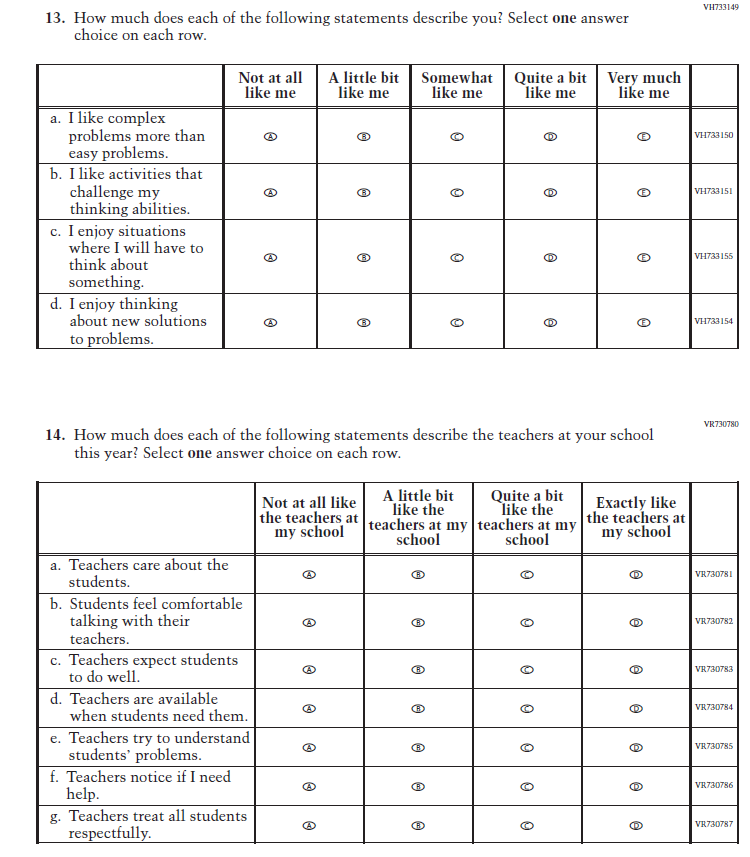 VH733149
13. How much does each of the following statements describe you? Select one answer
choice on each row.
Not at all
like me
A little bit
like me
Somewhat
like me
Quite a bit
like me
Very much
like me
a. I like complex
problems more than
easy problems.
A B C D E VH733150
b. I like activities that
challenge my
thinking abilities.
A B C D E VH733151
c. I enjoy situations
where I will have to
think about
something.
A B C D E VH733155
d. I enjoy thinking
about new solutions
to problems.
A B C D E VH733154
VR730780
14. How much does each of the following statements describe the teachers at your school
this year? Select one answer choice on each row.
Not at all like
the teachers at
my school
A little bit
like the
teachers at my
school
Quite a bit
like the
teachers at my
school
Exactly like
the teachers at
my school
a. Teachers care about the
students.
A B C D VR730781
b. Students feel comfortable
talking with their
teachers.
A B C D VR730782
c. Teachers expect students
to do well.
A B C D VR730783
d. Teachers are available
when students need them.
A B C D VR730784
e. Teachers try to understand
students’ problems.
A B C D VR730785
f. Teachers notice if I need
help.
A B C D VR730786
g. Teachers treat all students
respectfully.
A B C D VR730787